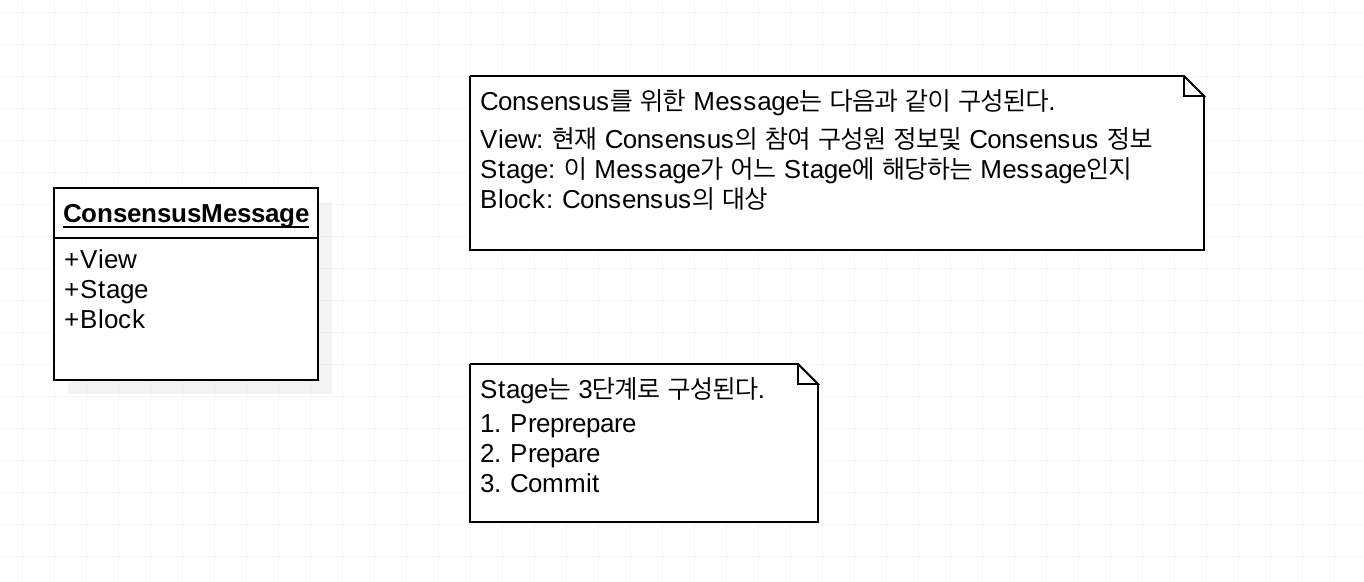 ConsensusMessage
+View
+Stage
+Block
Consensus를 위한 Message는 다음과 같이 구성된다.
View: 현재 Consensus의 참여 구성원 정보및 Consensus 정보
Stage: 이 Message가 어느 Stage에 해당하는 Message인지
Block: Consensus의 대상
Stage는 3단계로 구성된다.
1. Preprepare
2. Prepare
3. Commit